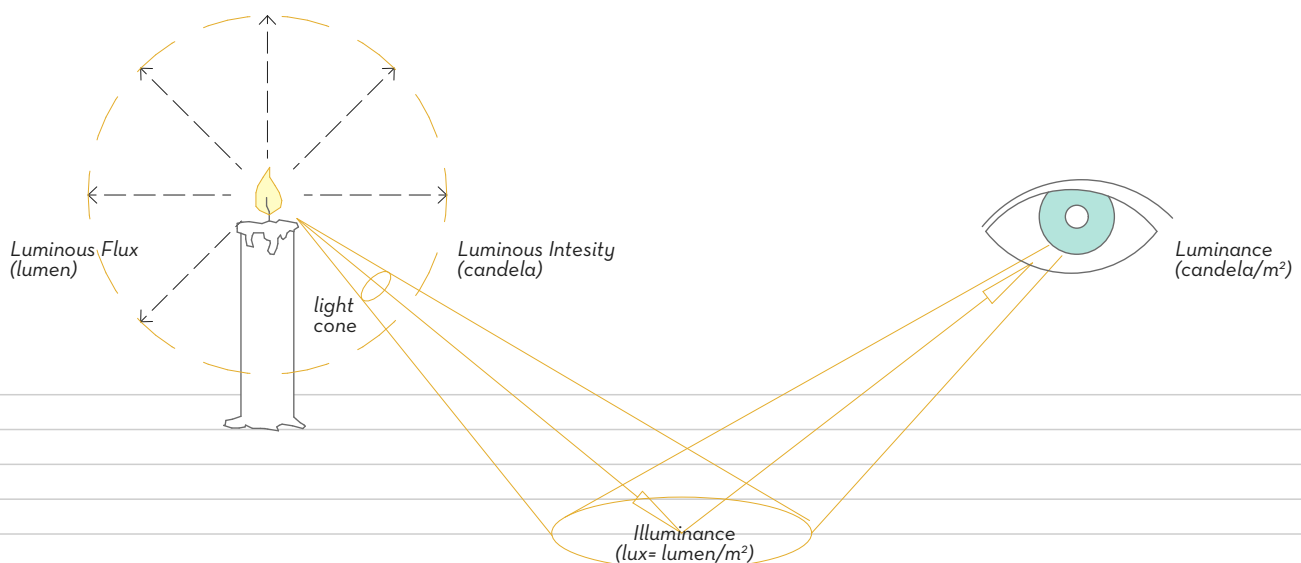 Luminous Flux
(lumen)
Luminous Intesity
(candela)
light
cone
Luminance
(candela/m²)
Illuminance
(lux= lumen/m²)